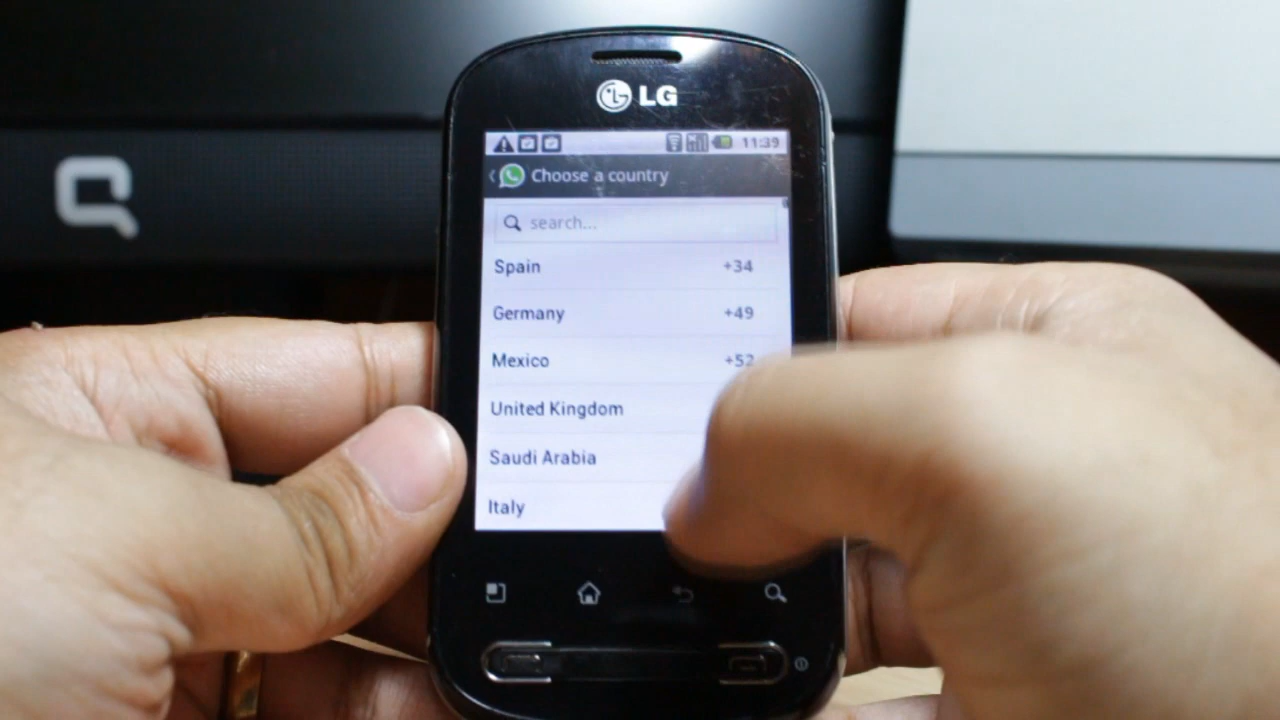 LG
11:39
Choose a country
search...
Spain +34
Germany +49
Mexico +52
United Kingdom
Saudi Arabia
Italy